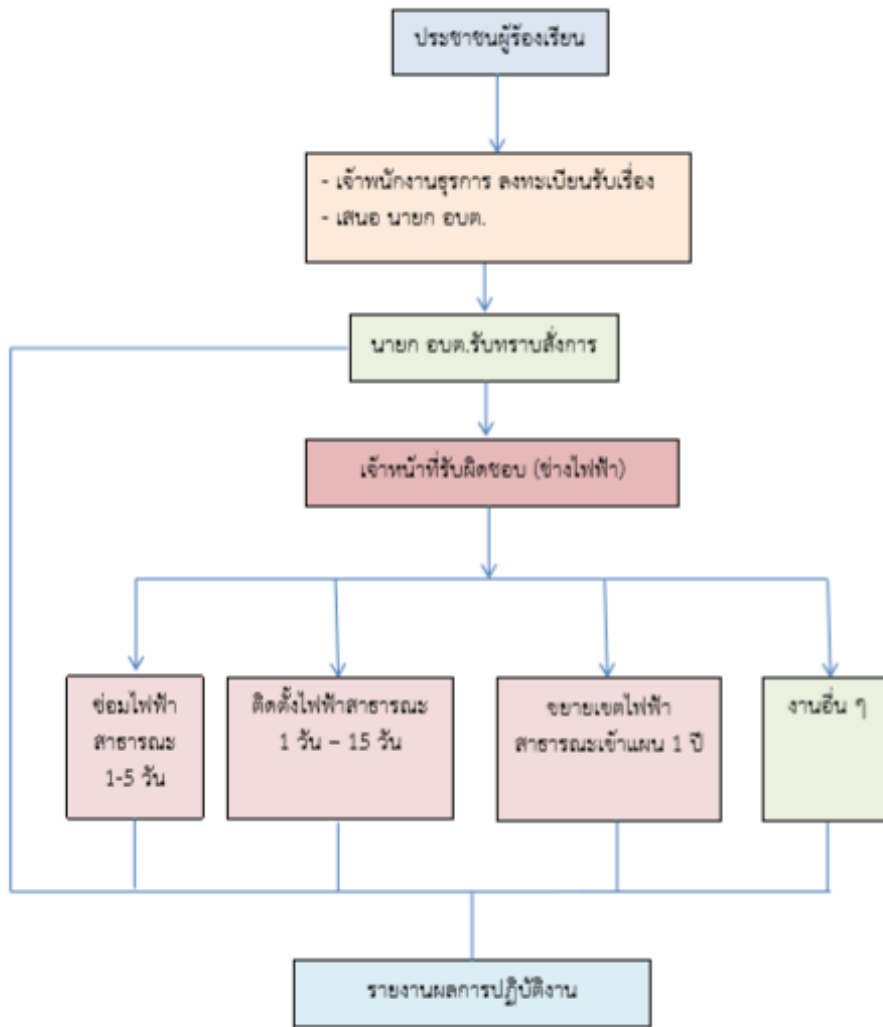 ประชาชนผู้ร้องเรียน
- เจ้าพนักงานธุรการ ลงทะเบียนรับเรื่อง
- เสนอ นายก อบต.
นายก อบต.รับทราบสั่งการ
เจ้าหน้าที่รับผิดชอบ (ช่างไฟฟ้า)
ซ่อมไฟฟ้า
สาธารณะ
1-5 วัน
ติดตั้งไฟฟ้าสาธารณะ
1 วัน – 15 วัน
ขยายเขตไฟฟ้า
สาธารณะเข้าแผน 1 ปี
งานอื่น ๆ
รายงานผลการปฏิบัติงาน